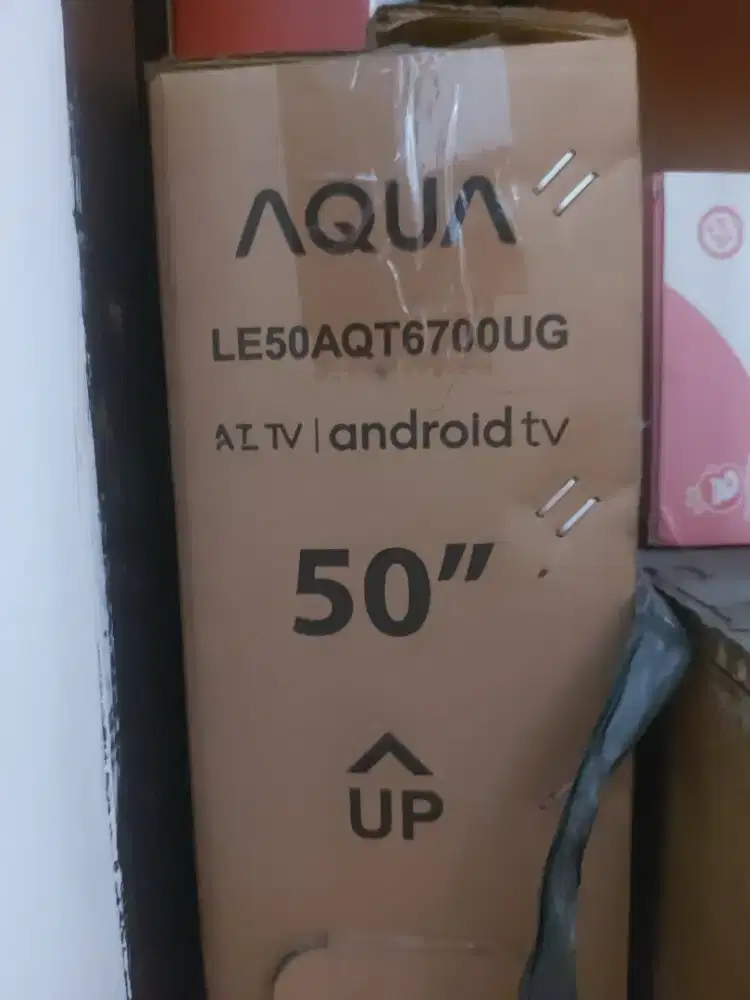 AQUA
LE50AQT6700UG
AI TV | android tv
50"
UP